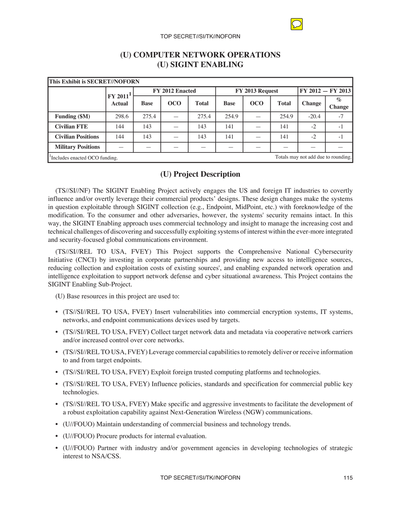 TOP SECRET//SI/TK//NOFORN
(U) COMPUTER NETWORK OPERATIONS
(U) SIGINT ENABLING
This Exhibit is SECRET//NOFORN
FY 2011¹ Actual | FY 2012 Enacted | FY 2013 Request | FY 2012 — FY 2013
Base | OCO | Total | Base | OCO | Total | Change | % Change
Funding ($M) | 298.6 | 275.4 | — | 275.4 | 254.9 | — | 254.9 | -20.4 | -7
Civilian FTE | 144 | 143 | — | 143 | 141 | — | 141 | -2 | -1
Civilian Positions | 144 | 143 | — | 143 | 141 | — | 141 | -2 | -1
Military Positions | — | — | — | — | — | — | — | — | —
¹Includes enacted OCO funding. Totals may not add due to rounding.
(U) Project Description
(TS//SI//NF) The SIGINT Enabling Project actively engages the US and foreign IT industries to covertly
influence and/or overtly leverage their commercial products' designs. These design changes make the systems
in question exploitable through SIGINT collection (e.g., Endpoint, MidPoint, etc.) with foreknowledge of the
modification. To the consumer and other adversaries, however, the systems' security remains intact. In this
way, the SIGINT Enabling approach uses commercial technology and insight to manage the increasing cost and
technical challenges of discovering and successfully exploiting systems of interest within the ever-more integrated
and security-focused global communications environment.
(TS//SI//REL TO USA, FVEY) This Project supports the Comprehensive National Cybersecurity
Initiative (CNCI) by investing in corporate partnerships and providing new access to intelligence sources,
reducing collection and exploitation costs of existing sources', and enabling expanded network operation and
intelligence exploitation to support network defense and cyber situational awareness. This Project contains the
SIGINT Enabling Sub-Project.
(U) Base resources in this project are used to:
• (TS//SI//REL TO USA, FVEY) Insert vulnerabilities into commercial encryption systems, IT systems,
networks, and endpoint communications devices used by targets.
• (TS//SI//REL TO USA, FVEY) Collect target network data and metadata via cooperative network carriers
and/or increased control over core networks.
• (TS//SI//REL TO USA, FVEY) Leverage commercial capabilities to remotely deliver or receive information
to and from target endpoints.
• (TS//SI//REL TO USA, FVEY) Exploit foreign trusted computing platforms and technologies.
• (TS//SI//REL TO USA, FVEY) Influence policies, standards and specification for commercial public key
technologies.
• (TS//SI//REL TO USA, FVEY) Make specific and aggressive investments to facilitate the development of
a robust exploitation capability against Next-Generation Wireless (NGW) communications.
• (U//FOUO) Maintain understanding of commercial business and technology trends.
• (U//FOUO) Procure products for internal evaluation.
• (U//FOUO) Partner with industry and/or government agencies in developing technologies of strategic
interest to NSA/CSS.
TOP SECRET//SI/TK//NOFORN 115